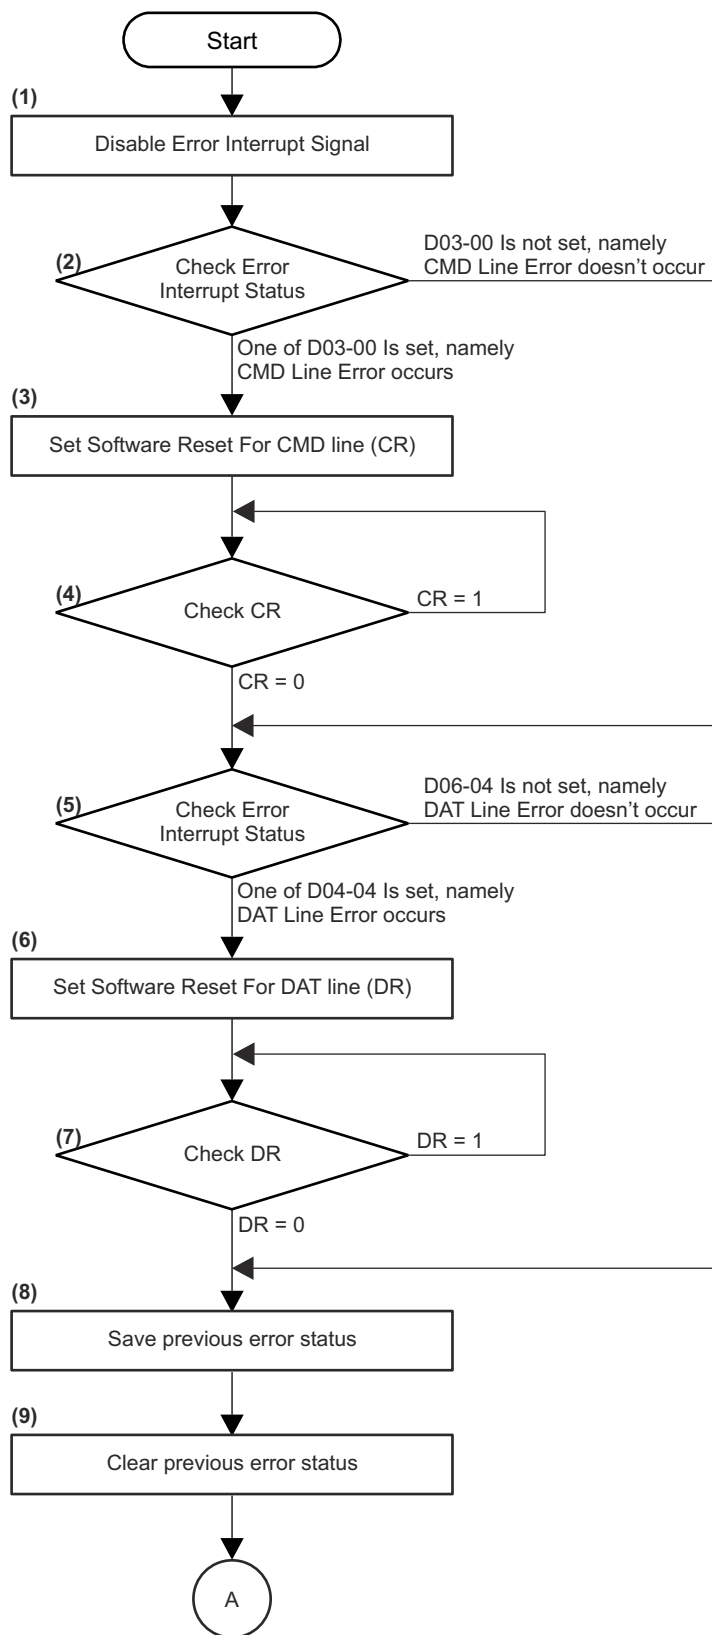 Start
(1)
Disable Error Interrupt Signal
(2)
Check Error
Interrupt Status
D03-00 Is not set, namely
CMD Line Error doesn't occur
One of D03-00 Is set, namely
CMD Line Error occurs
(3)
Set Software Reset For CMD line (CR)
(4)
Check CR
CR = 1
CR = 0
(5)
Check Error
Interrupt Status
D06-04 Is not set, namely
DAT Line Error doesn't occur
One of D04-04 Is set, namely
DAT Line Error occurs
(6)
Set Software Reset For DAT line (DR)
(7)
Check DR
DR = 1
DR = 0
(8)
Save previous error status
(9)
Clear previous error status
A